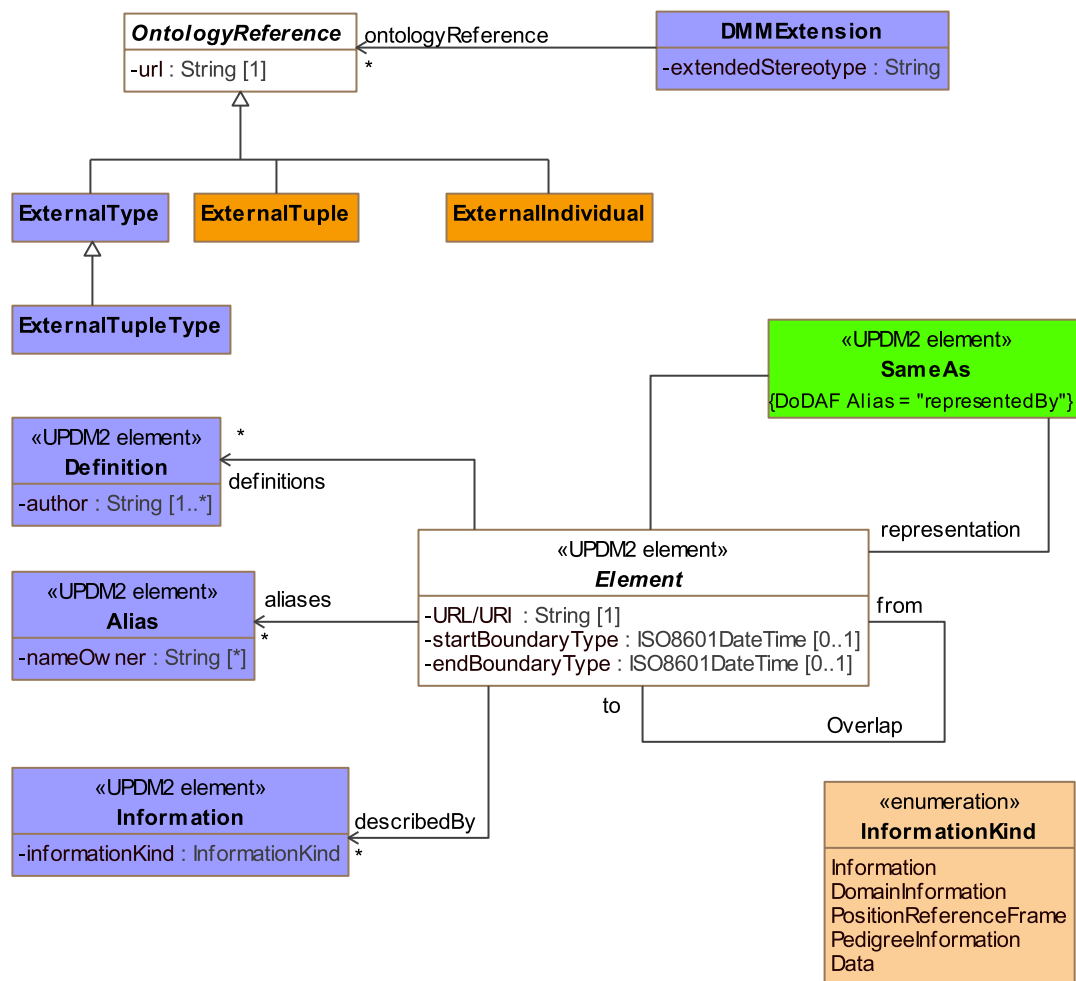 OntologyReference
-url : String [1]
ontologyReference
*
DMMExtension
-extendedStereotype : String
ExternalType
ExternalTuple
ExternalIndividual
ExternalTupleType
«UPDM2 element»
SameAs
{DoDAF Alias = "representedBy"}
«UPDM2 element»
Definition
-author : String [1..*]
*
definitions
representation
«UPDM2 element»
Element
-URL/URI : String [1]
-startBoundaryType : ISO8601DateTime [0..1]
-endBoundaryType : ISO8601DateTime [0..1]
«UPDM2 element»
Alias
-nameOwner : String [*]
aliases
*
from
to
Overlap
«UPDM2 element»
Information
-informationKind : InformationKind
describedBy
*
«enumeration»
InformationKind
Information
DomainInformation
PositionReferenceFrame
PedigreeInformation
Data